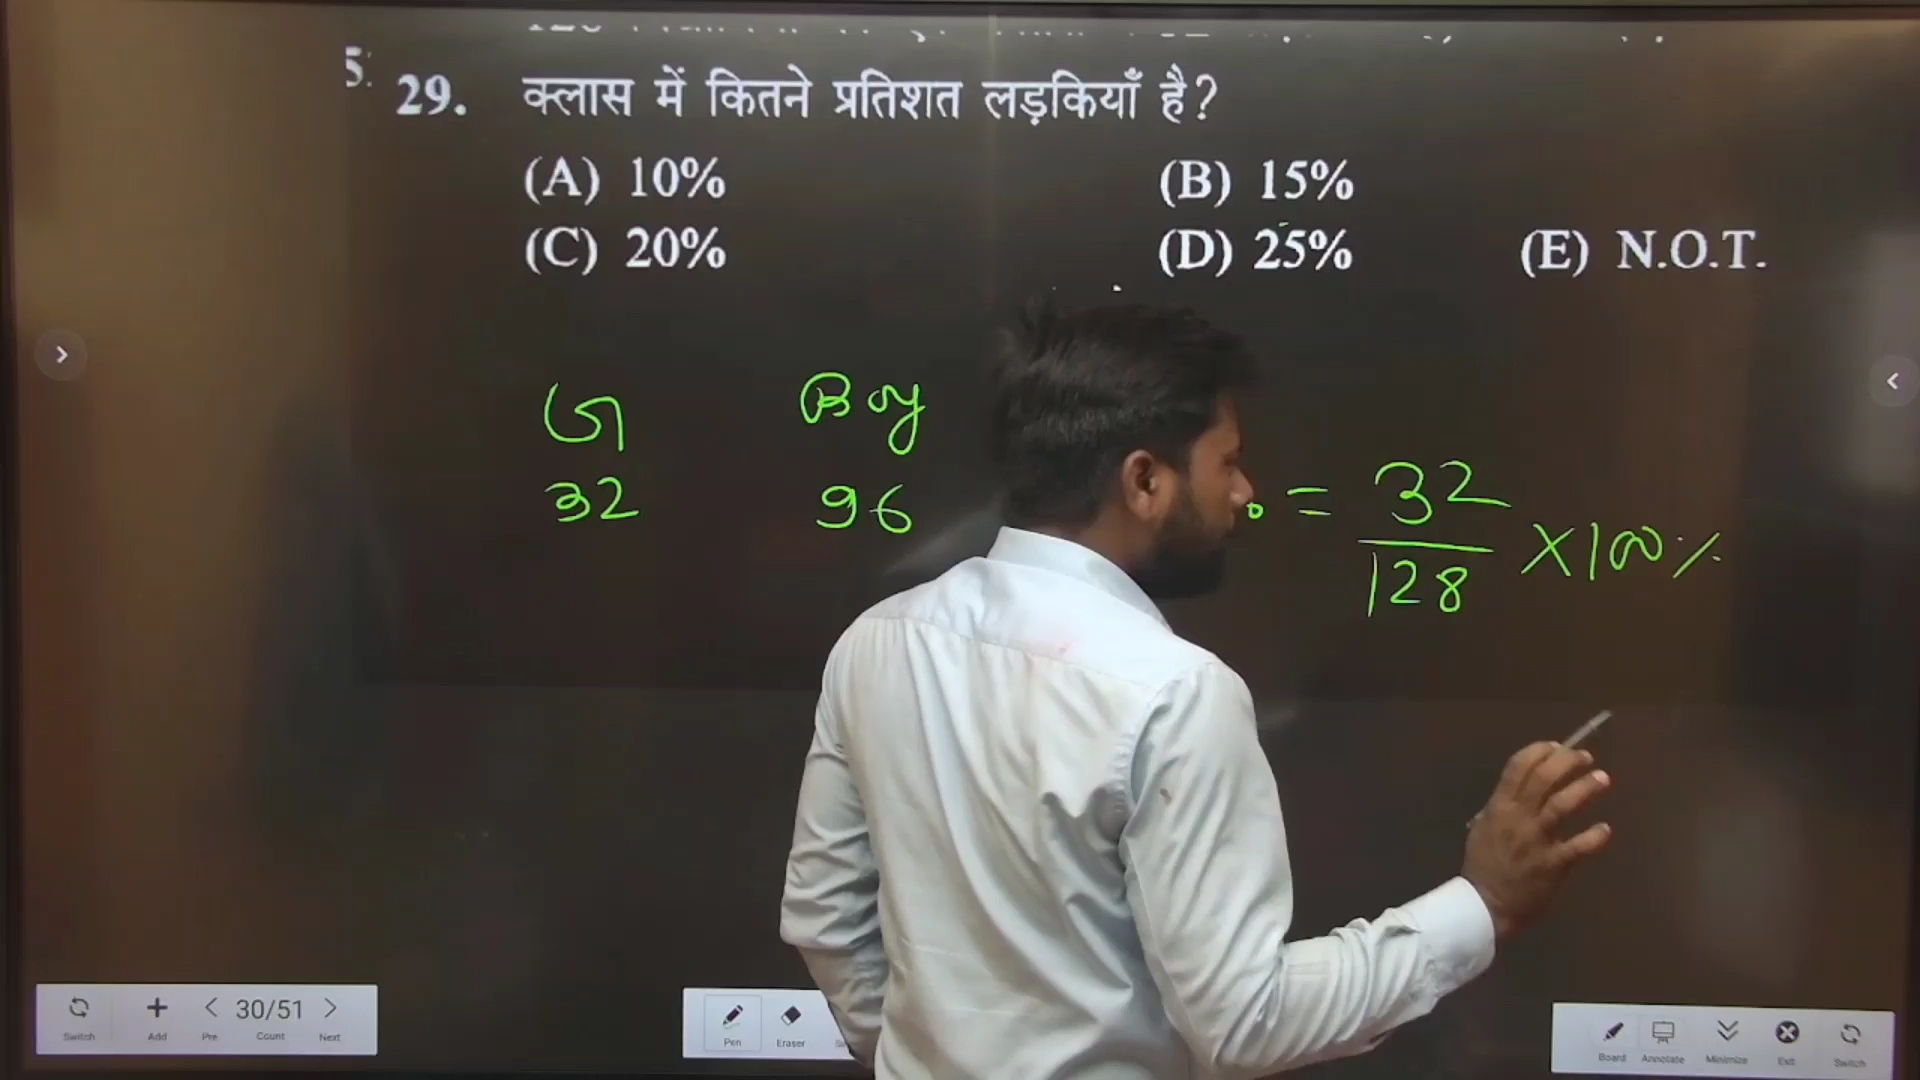 5.
29. क्लास में कितने प्रतिशत लड़कियाँ है?
(A) 10% (B) 15%
(C) 20% (D) 25% (E) N.O.T.
G Boy
32 96
= 32/128 × 100%
30/51
Switch Add Pre Count Next
Pen Eraser
Board Annotate Minimize Exit Switch